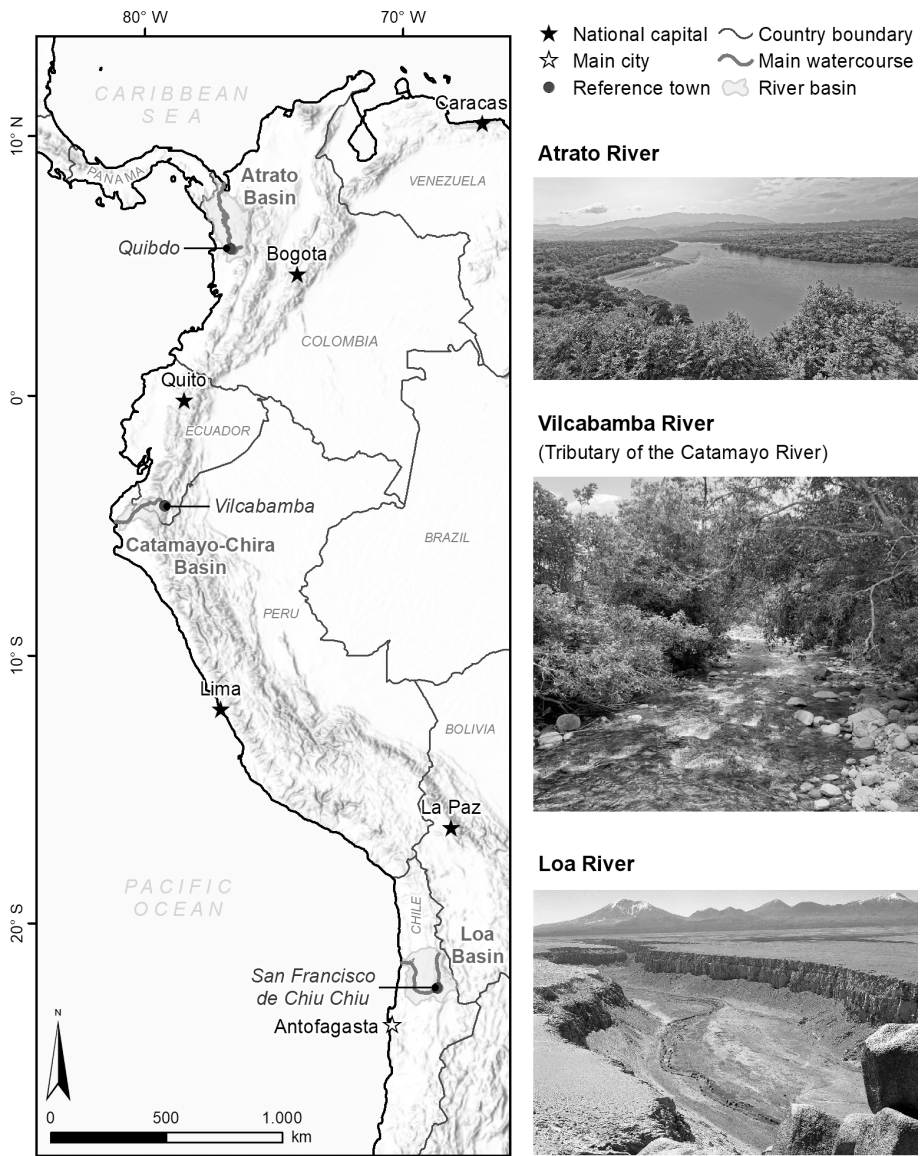 80° W
70° W
10° N
0°
10° S
20° S
CARIBBEAN
SEA
Caracas
PANAMA
Atrato
Basin
VENEZUELA
Quibdo
Bogota
COLOMBIA
Quito
ECUADOR
Vilcabamba
Catamayo-Chira
Basin
BRAZIL
PERU
Lima
BOLIVIA
La Paz
PACIFIC
OCEAN
CHILE
Loa
Basin
San Francisco
de Chiu Chiu
Antofagasta
N
0 500 1.000
km
National capital
Main city
Reference town
Country boundary
Main watercourse
River basin
Atrato River
Vilcabamba River
(Tributary of the Catamayo River)
Loa River